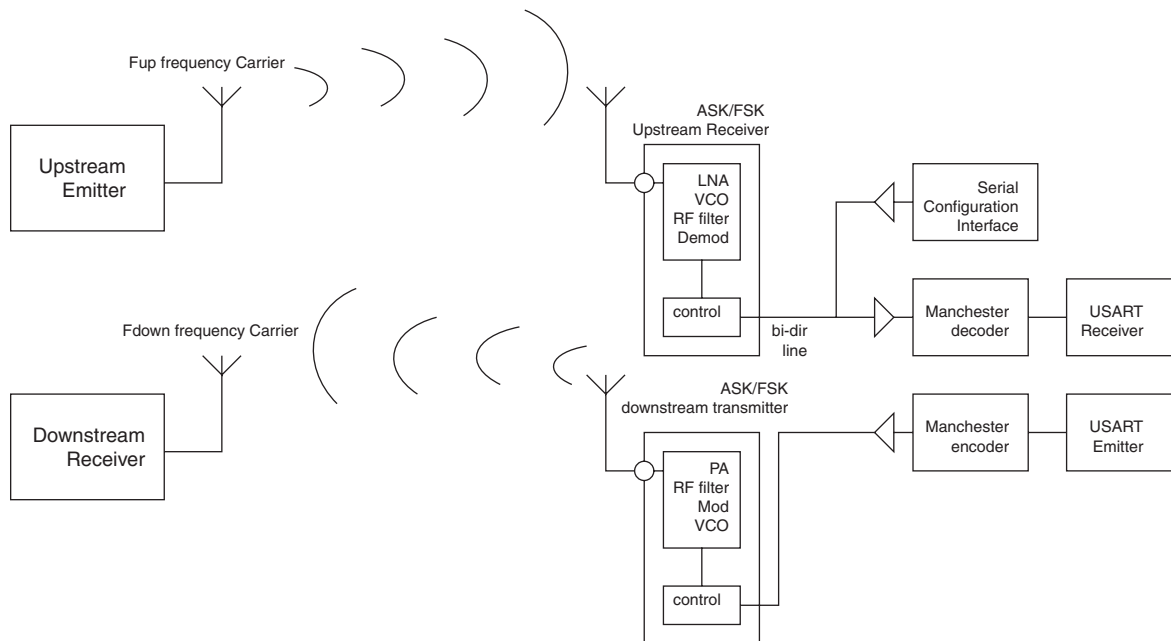 Fup frequency Carrier
Upstream
Emitter
ASK/FSK
Upstream Receiver
LNA
VCO
RF filter
Demod
control
bi-dir
line
Serial
Configuration
Interface
Manchester
decoder
USART
Receiver
Fdown frequency Carrier
Downstream
Receiver
ASK/FSK
downstream transmitter
PA
RF filter
Mod
VCO
control
Manchester
encoder
USART
Emitter